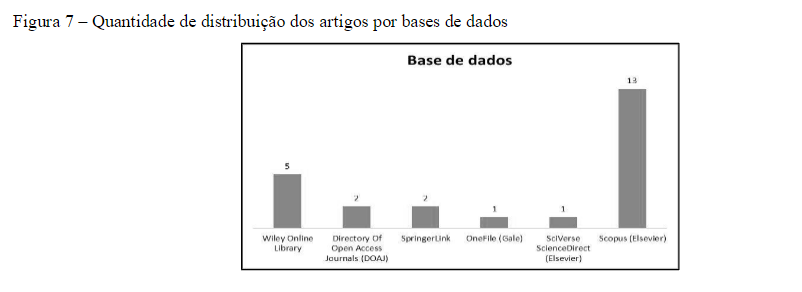 Figura 7 – Quantidade de distribuição dos artigos por bases de dados
Base de dados
13
5
2
2
1
1
Wiley Online
Library
Directory Of
Open Access
Journals (DOAJ)
SpringerLink
OneFile (Gale)
SciVerse
ScienceDirect
(Elsevier)
Scopus (Elsevier)